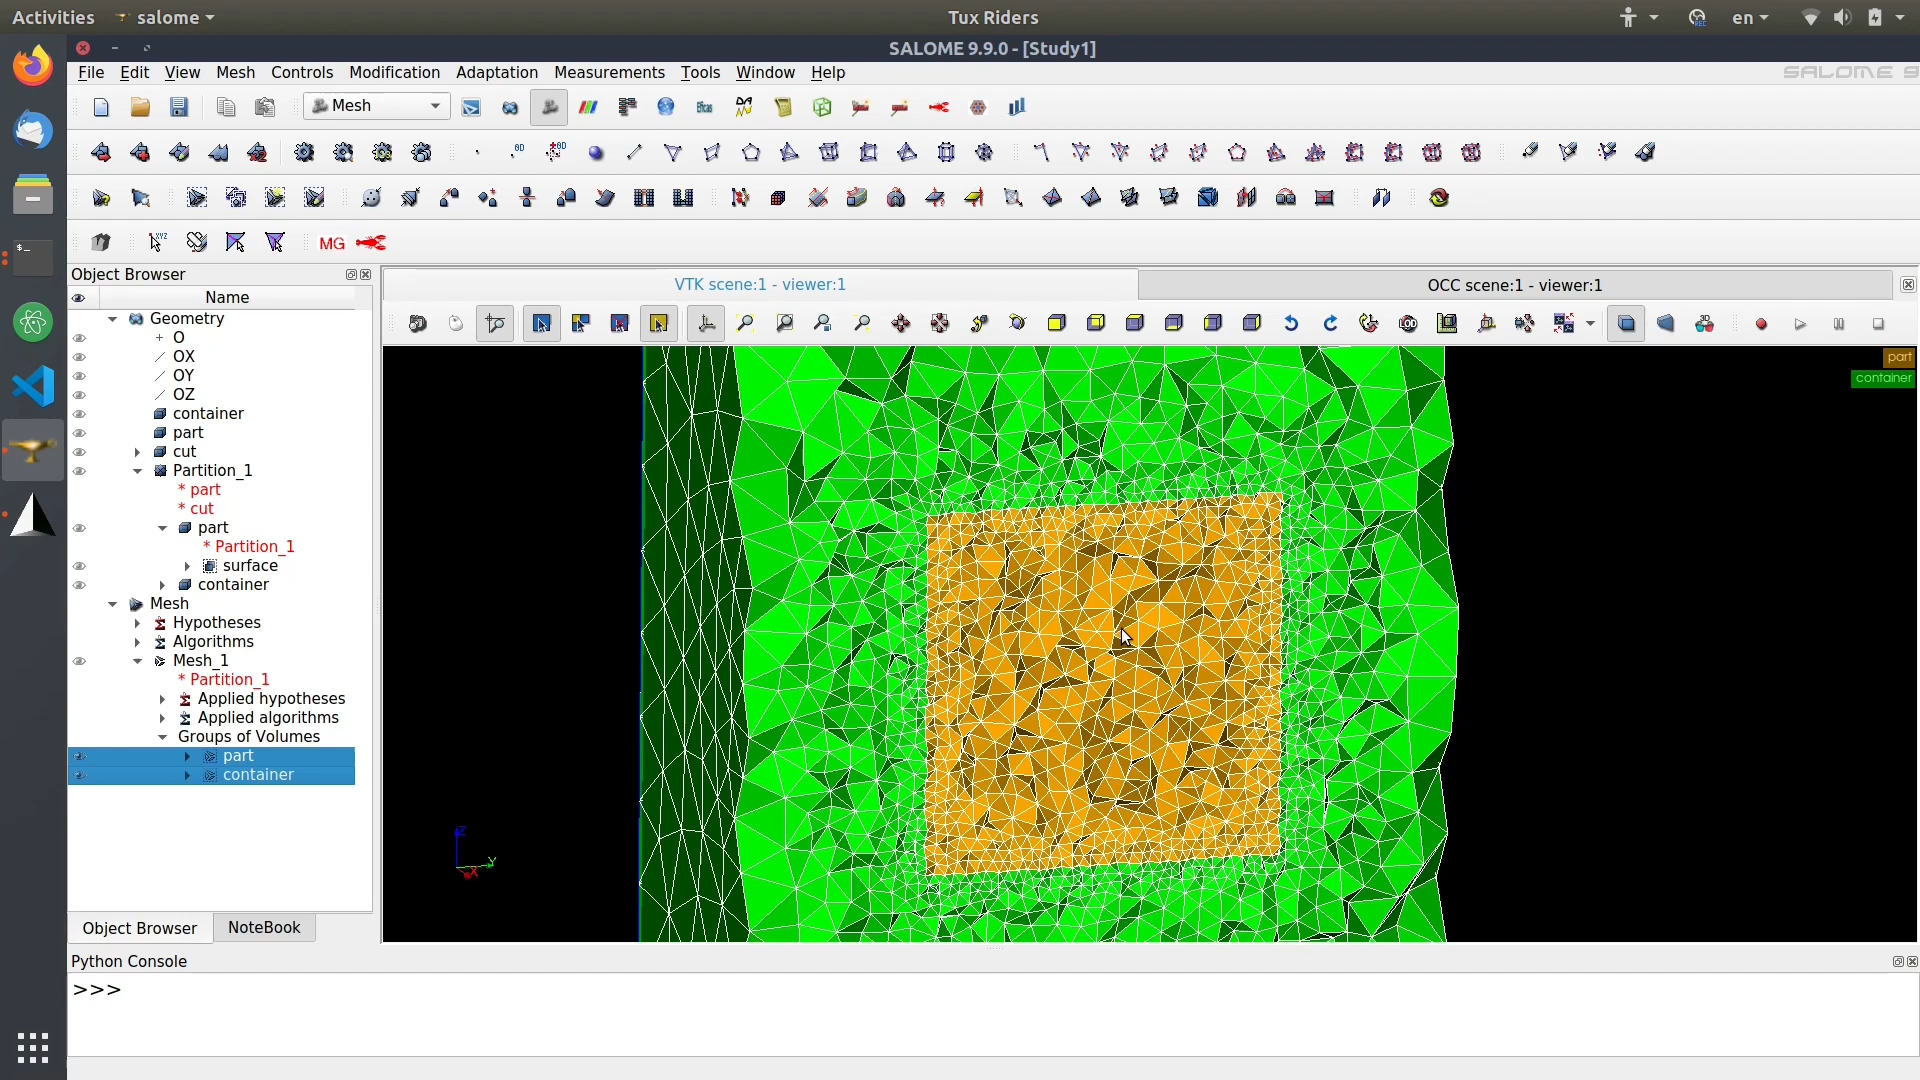 Activities salome Tux Riders en
SALOME 9.9.0 - [Study1]
File Edit View Mesh Controls Modification Adaptation Measurements Tools Window Help SALOME 9
Mesh
MG
Object Browser
Name
Geometry
O
OX
OY
OZ
container
part
cut
Partition_1
* part
* cut
part
* Partition_1
surface
container
Mesh
Hypotheses
Algorithms
Mesh_1
* Partition_1
Applied hypotheses
Applied algorithms
Groups of Volumes
part
container
Object Browser NoteBook
VTK scene:1 - viewer:1 OCC scene:1 - viewer:1
part
container
Z
Y
X
Python Console
>>>